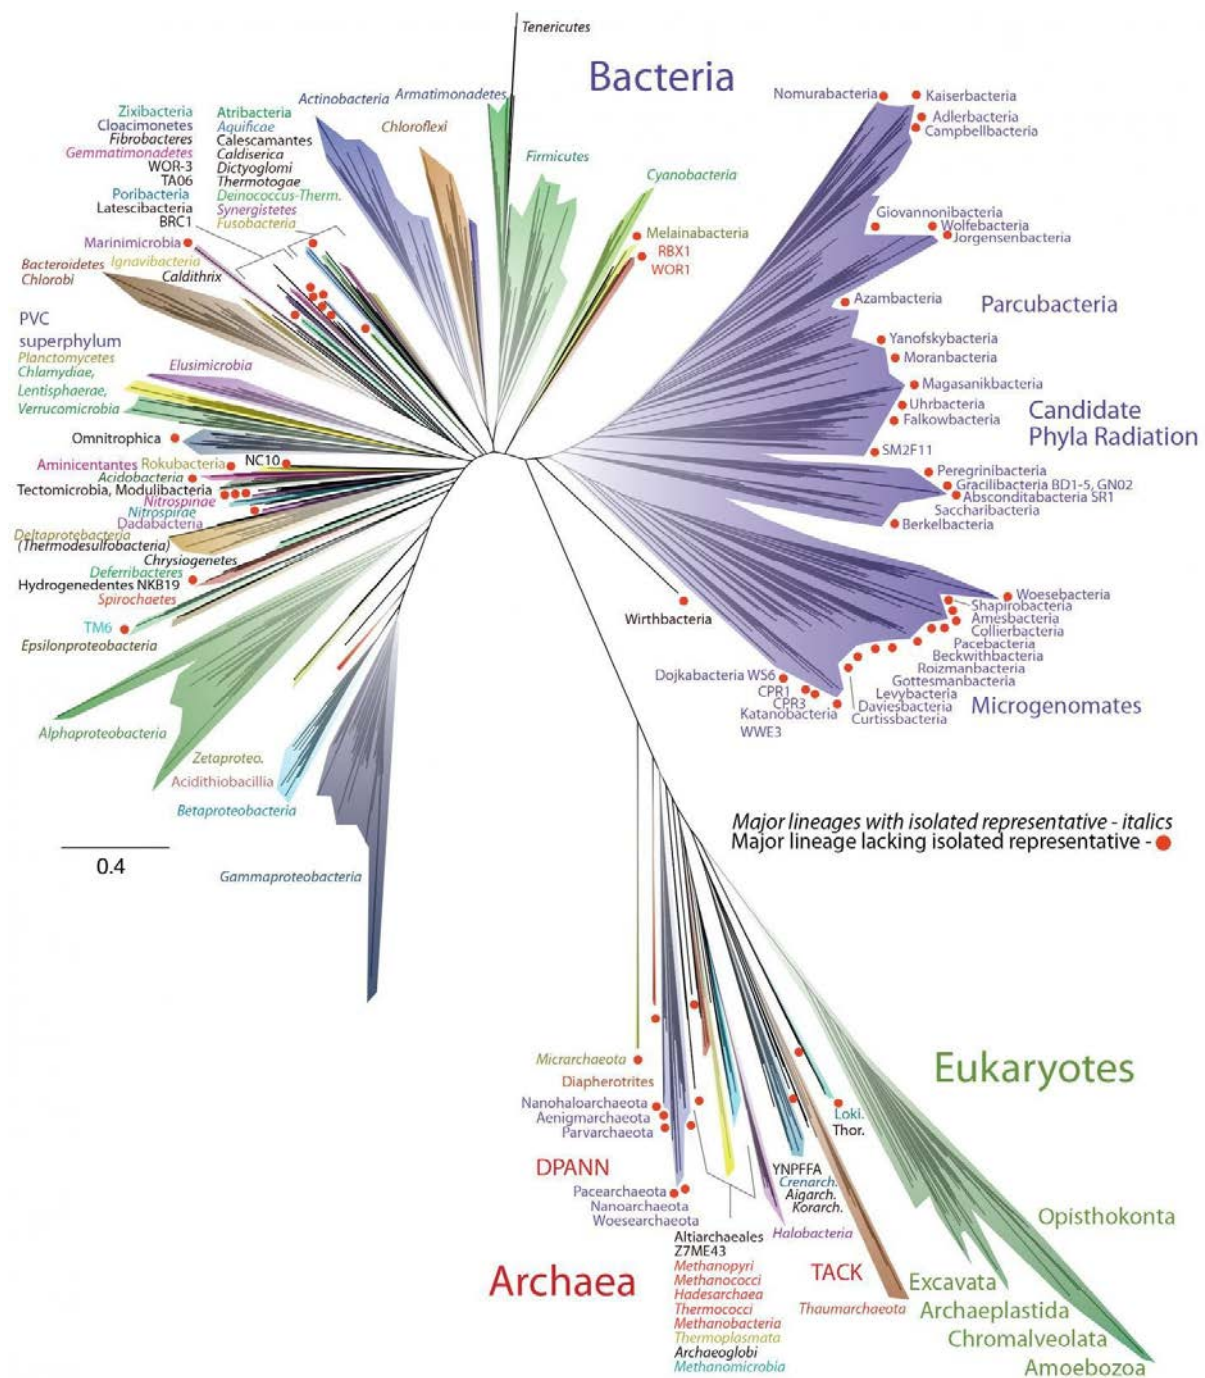 Tenericutes
Bacteria
Actinobacteria
Armatimonadetes
Chloroflexi
Firmicutes
Cyanobacteria
Melainabacteria
RBX1
WOR1
Zixibacteria
Cloacimonetes
Fibrobacteres
Gemmatimonadetes
WOR-3
TA06
Poribacteria
Latescibacteria
BRC1
Atribacteria
Aquificae
Calescamantes
Caldiserica
Dictyoglomi
Thermotogae
Deinococcus-Therm.
Synergistetes
Fusobacteria
Marinimicrobia
Ignavibacteria
Bacteroidetes
Chlorobi
Caldithrix
PVC
superphylum
Planctomycetes
Chlamydiae,
Lentisphaerae,
Verrucomicrobia
Elusimicrobia
Omnitrophica
Aminicentantes
Rokubacteria
NC10
Acidobacteria
Tectomicrobia, Modulibacteria
Nitrospinae
Nitrospirae
Dadabacteria
Deltaprotebacteria
(Thermodesulfobacteria)
Chrysiogenetes
Deferribacteres
Hydrogenedentes NKB19
Spirochaetes
TM6
Epsilonproteobacteria
Alphaproteobacteria
Zetaproteo.
Acidithiobacillia
Betaproteobacteria
Gammaproteobacteria
0.4
Nomurabacteria
Kaiserbacteria
Adlerbacteria
Campbellbacteria
Giovannonibacteria
Wolfebacteria
Jorgensenbacteria
Azambacteria
Parcubacteria
Yanofskybacteria
Moranbacteria
Magasanikbacteria
Uhrbacteria
Falkowbacteria
Candidate
Phyla Radiation
SM2F11
Peregrinibacteria
Gracilibacteria BD1-5, GN02
Absconditabacteria SR1
Saccharibacteria
Berkelbacteria
Woesebacteria
Shapirobacteria
Amesbacteria
Collierbacteria
Pacebacteria
Beckwithbacteria
Roizmanbacteria
Gottesmanbacteria
Levybacteria
Daviesbacteria
Curtissbacteria
Microgenomates
Wirthbacteria
Dojkabacteria WS6
CPR1
CPR3
Katanobacteria
WWE3
Major lineages with isolated representative - italics
Major lineage lacking isolated representative -
Micrarchaeota
Diapherotrites
Nanohaloarchaeota
Aenigmarchaeota
Parvarchaeota
DPANN
Pacearchaeota
Nanoarchaeota
Woesearchaeota
Archaea
Altiarchaeales
Z7ME43
Methanopyri
Methanococci
Hadesarchaea
Thermococci
Methanobacteria
Thermoplasmata
Archaeoglobi
Methanomicrobia
Halobacteria
YNPFFA
Crenarch.
Aigarch.
Korarch.
Loki.
Thor.
TACK
Thaumarchaeota
Eukaryotes
Opisthokonta
Excavata
Archaeplastida
Chromalveolata
Amoebozoa